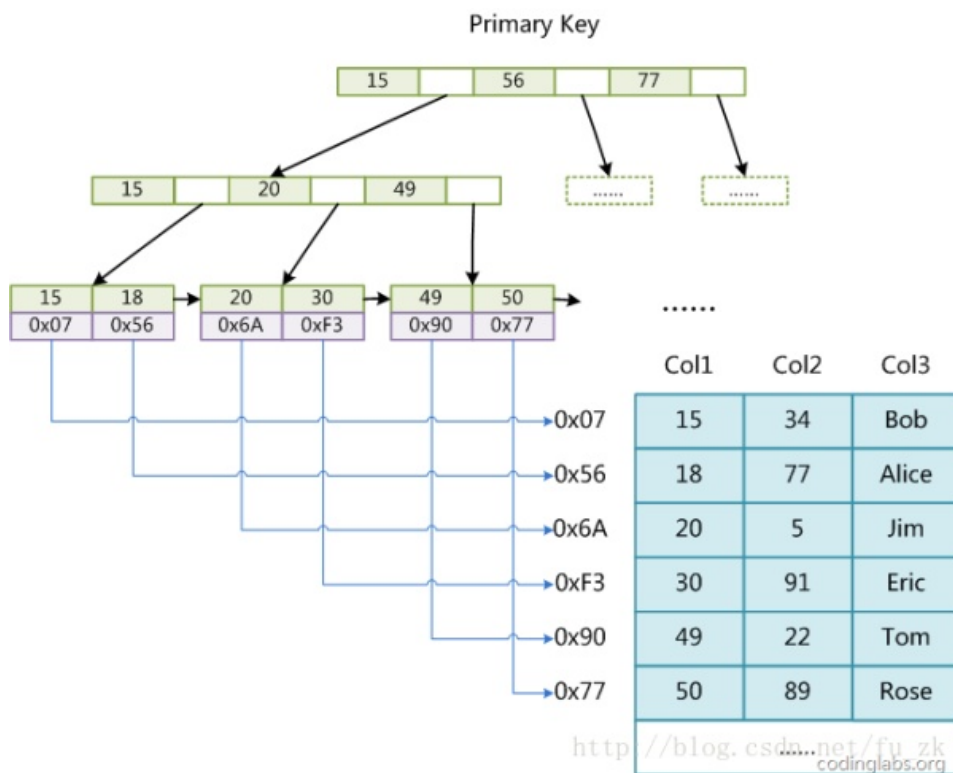 Primary Key
15 56 77
15 20 49
...... ......
15 18 20 30 49 50
0x07 0x56 0x6A 0xF3 0x90 0x77
......
Col1 Col2 Col3
0x07 15 34 Bob
0x56 18 77 Alice
0x6A 20 5 Jim
0xF3 30 91 Eric
0x90 49 22 Tom
0x77 50 89 Rose
......
http://blog.csdn.net/fu_zk
codinglabs.org